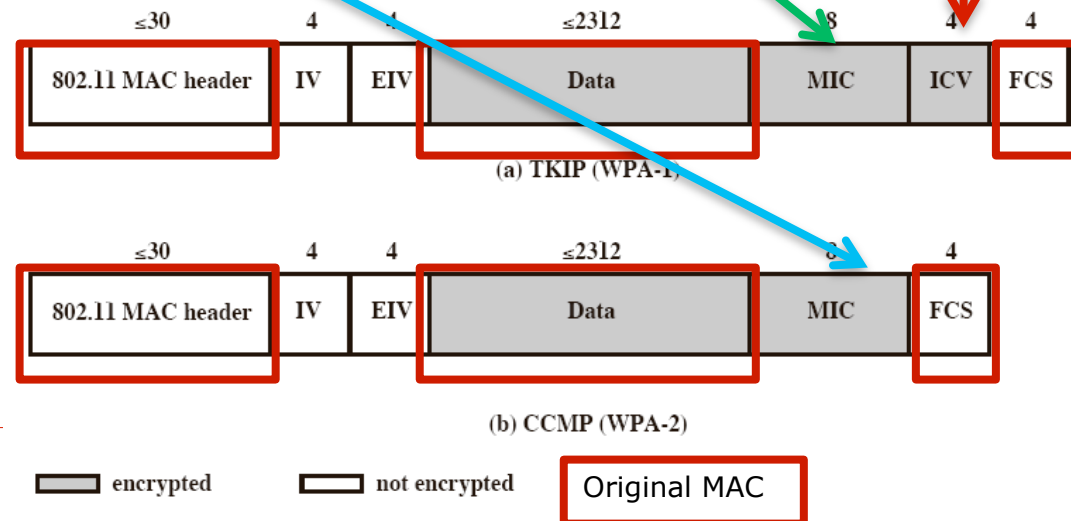 ≤30 4 4 ≤2312 8 4 4
802.11 MAC header IV EIV Data MIC ICV FCS
(a) TKIP (WPA-1)
≤30 4 4 ≤2312 8 4
802.11 MAC header IV EIV Data MIC FCS
(b) CCMP (WPA-2)
encrypted not encrypted Original MAC